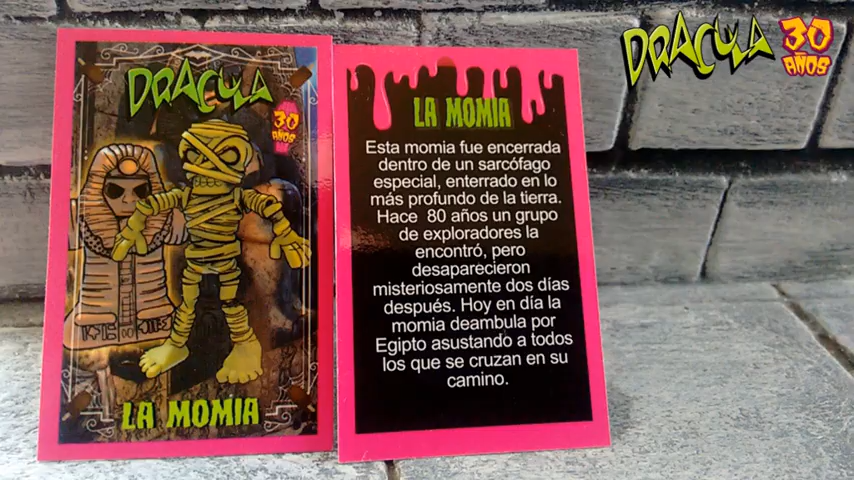 DRACULA
30
AÑOS
LA MOMIA
LA MOMIA
Esta momia fue encerrada
dentro de un sarcófago
especial, enterrado en lo
más profundo de la tierra.
Hace 80 años un grupo
de exploradores la
encontró, pero
desaparecieron
misteriosamente dos días
después. Hoy en día la
momia deambula por
Egipto asustando a todos
los que se cruzan en su
camino.
DRACULA
30
AÑOS